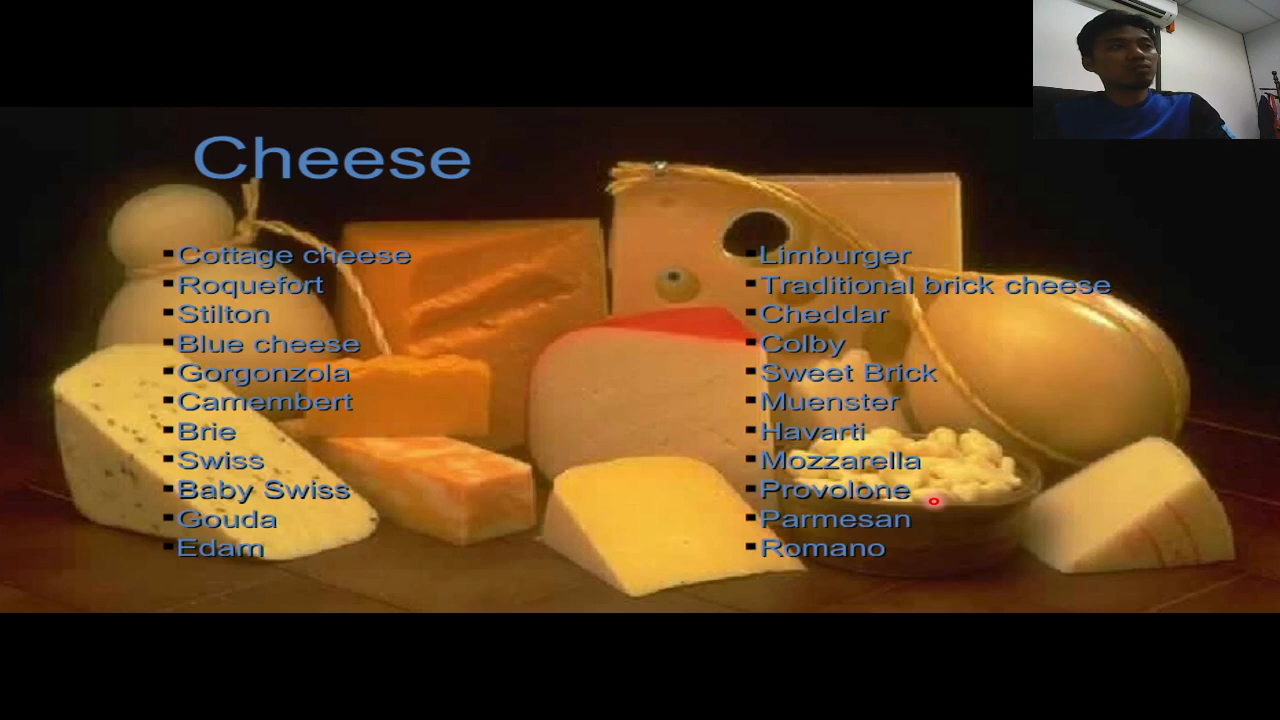 Cheese
Cottage cheese
Roquefort
Stilton
Blue cheese
Gorgonzola
Camembert
Brie
Swiss
Baby Swiss
Gouda
Edam
Limburger
Traditional brick cheese
Cheddar
Colby
Sweet Brick
Muenster
Havarti
Mozzarella
Provolone
Parmesan
Romano